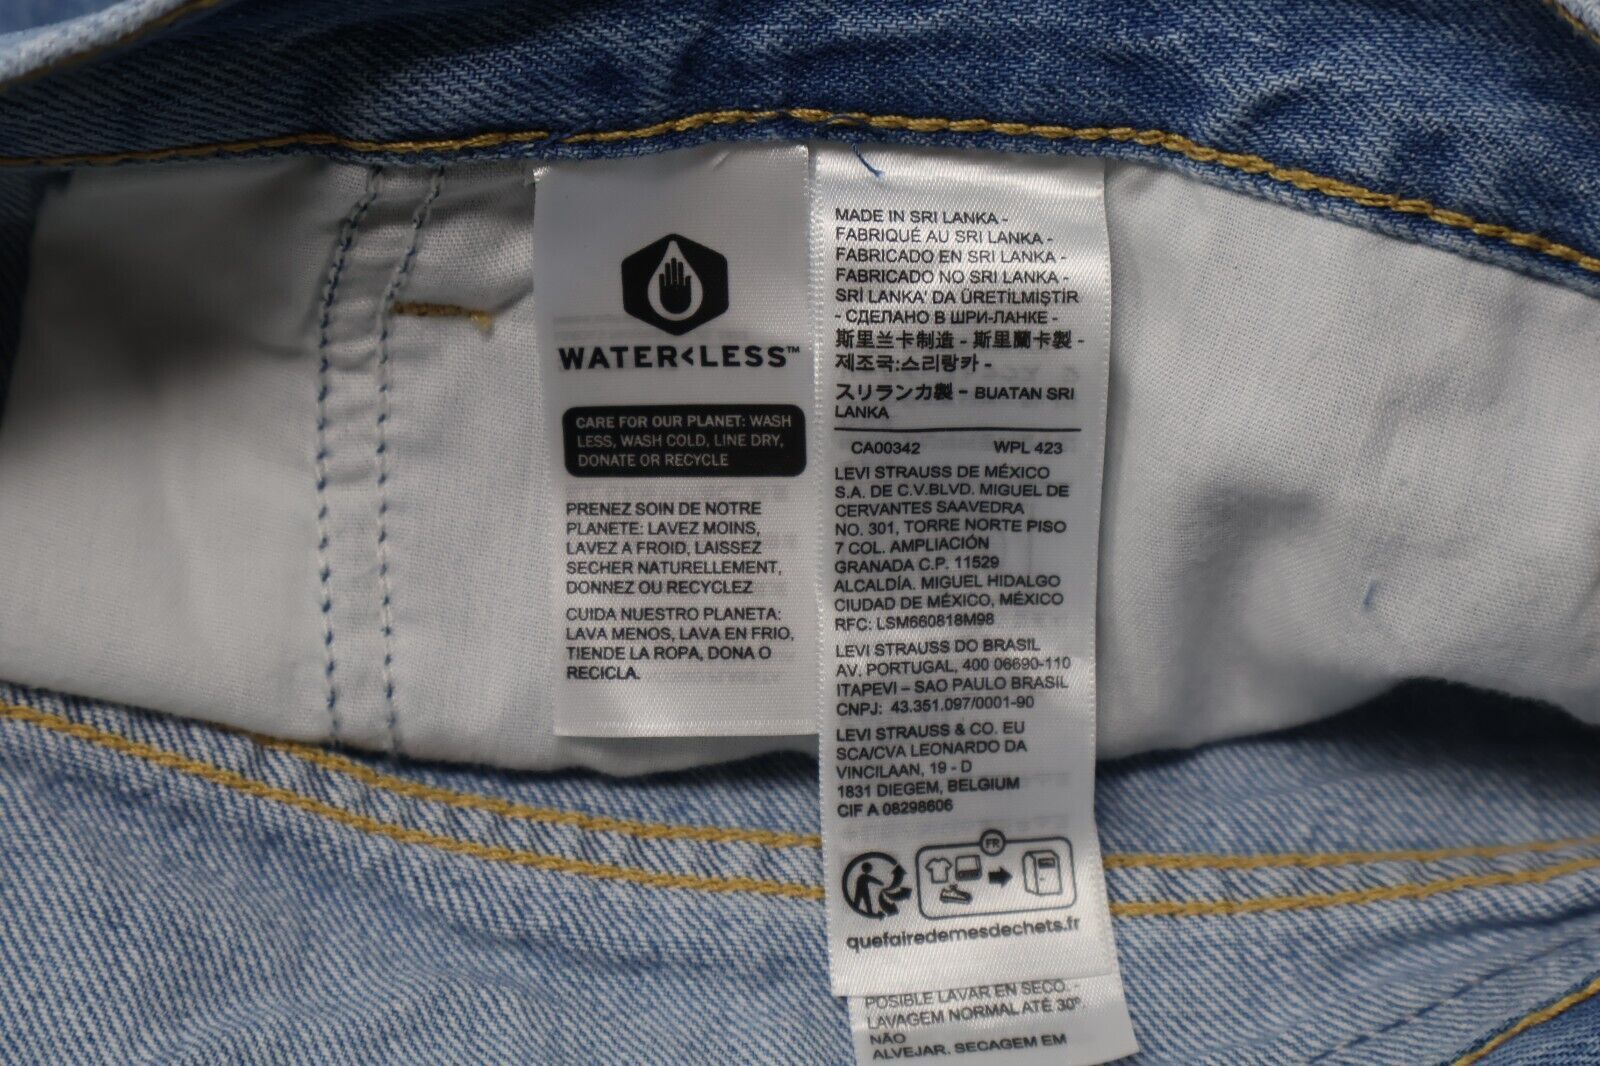 WATER<LESS™
CARE FOR OUR PLANET: WASH
LESS, WASH COLD, LINE DRY,
DONATE OR RECYCLE
PRENEZ SOIN DE NOTRE
PLANETE: LAVEZ MOINS,
LAVEZ A FROID, LAISSEZ
SECHER NATURELLEMENT,
DONNEZ OU RECYCLEZ
CUIDA NUESTRO PLANETA:
LAVA MENOS, LAVA EN FRIO,
TIENDE LA ROPA, DONA O
RECICLA.
MADE IN SRI LANKA -
FABRIQUÉ AU SRI LANKA -
FABRICADO EN SRI LANKA -
FABRICADO NO SRI LANKA -
SRİ LANKA' DA ÜRETİLMİŞTİR
- СДЕЛАНО В ШРИ-ЛАНКЕ -
斯里兰卡制造 - 斯里蘭卡製 -
제조국:스리랑카 -
スリランカ製 - BUATAN SRI
LANKA
CA00342 WPL 423
LEVI STRAUSS DE MÉXICO
S.A. DE C.V.BLVD. MIGUEL DE
CERVANTES SAAVEDRA
NO. 301, TORRE NORTE PISO
7 COL. AMPLIACIÓN
GRANADA C.P. 11529
ALCALDÍA. MIGUEL HIDALGO
CIUDAD DE MÉXICO, MÉXICO
RFC: LSM660818M98
LEVI STRAUSS DO BRASIL
AV. PORTUGAL, 400 06690-110
ITAPEVI – SAO PAULO BRASIL
CNPJ: 43.351.097/0001-90
LEVI STRAUSS & CO. EU
SCA/CVA LEONARDO DA
VINCILAAN, 19 - D
1831 DIEGEM, BELGIUM
CIF A 08298606
FR
quefairedemesdechets.fr
POSIBLE LAVAR EN SECO. -
LAVAGEM NORMAL ATÉ 30º.
NÃO
ALVEJAR. SECAGEM EM